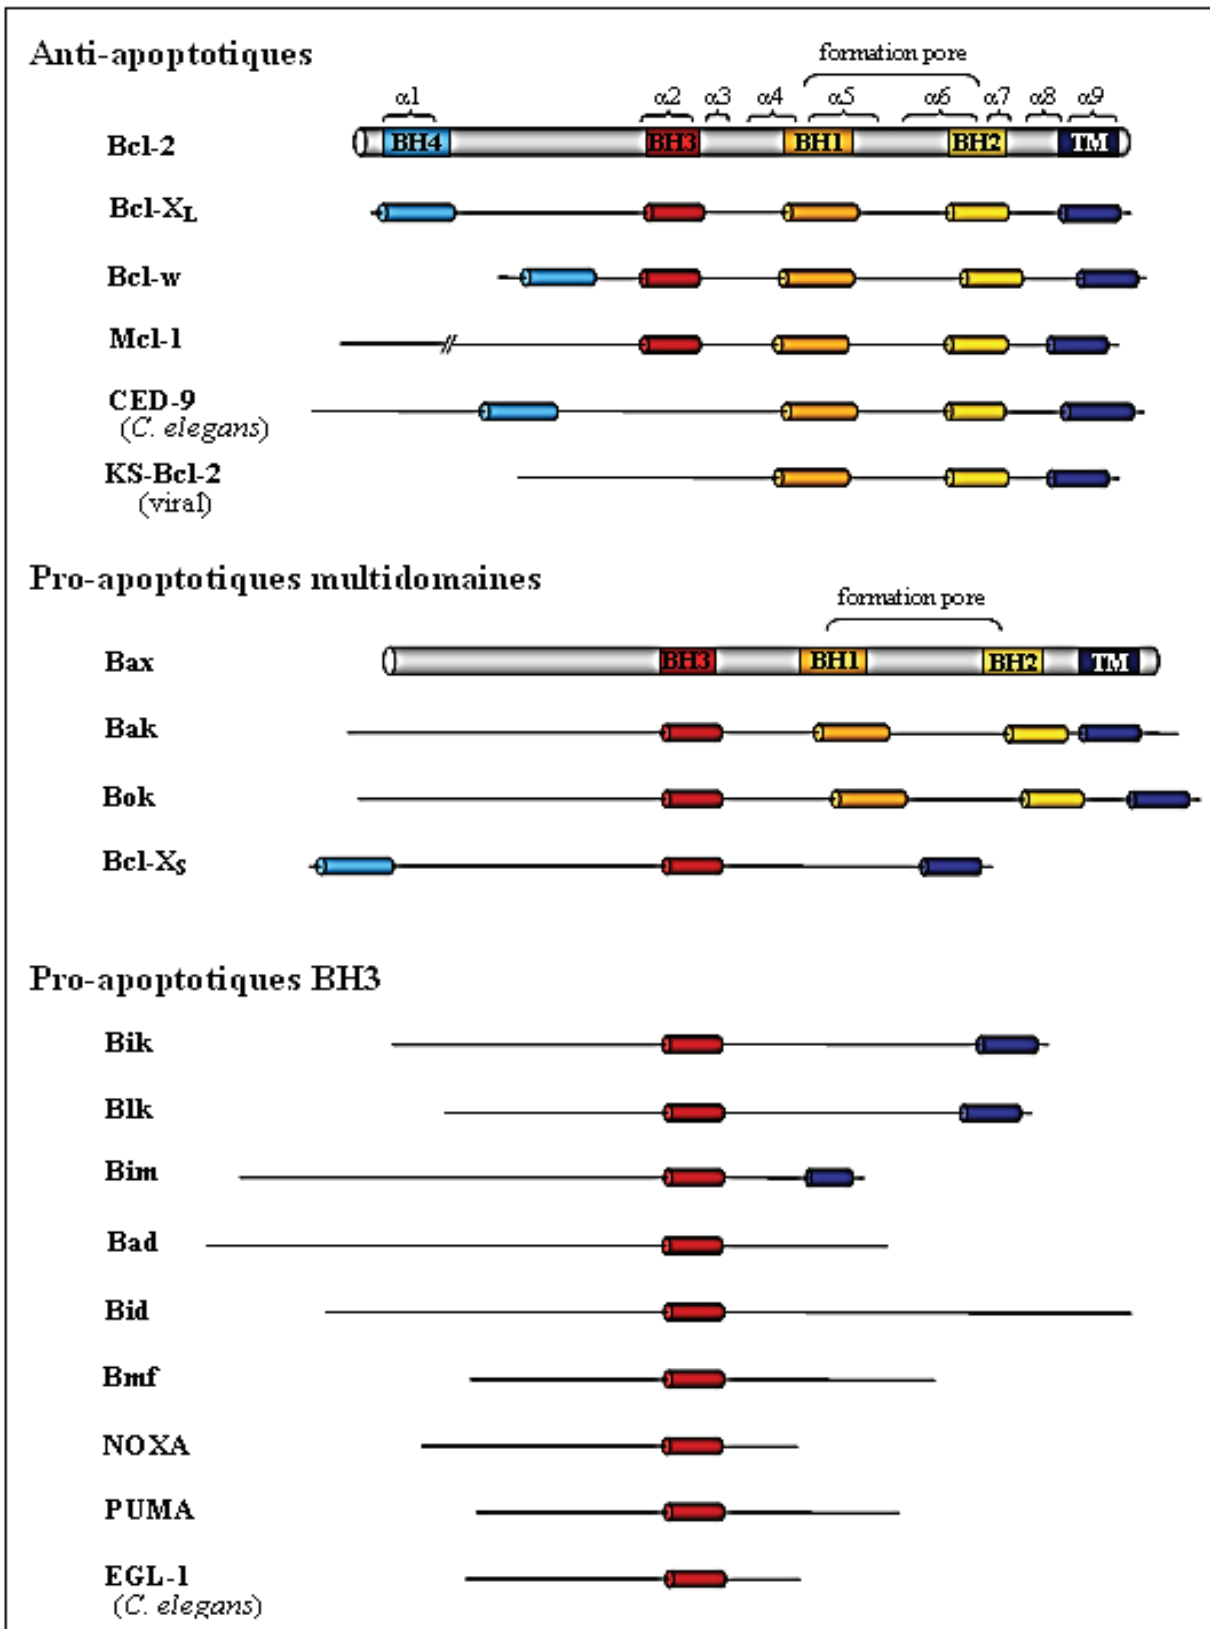 Anti-apoptotiques
formation pore
α1 α2 α3 α4 α5 α6 α7 α8 α9
Bcl-2 BH4 BH3 BH1 BH2 TM
Bcl-XL
Bcl-w
Mcl-1
CED-9
(C. elegans)
KS-Bcl-2
(viral)
Pro-apoptotiques multidomaines
formation pore
Bax BH3 BH1 BH2 TM
Bak
Bok
Bcl-XS
Pro-apoptotiques BH3
Bik
Blk
Bim
Bad
Bid
Bmf
NOXA
PUMA
EGL-1
(C. elegans)